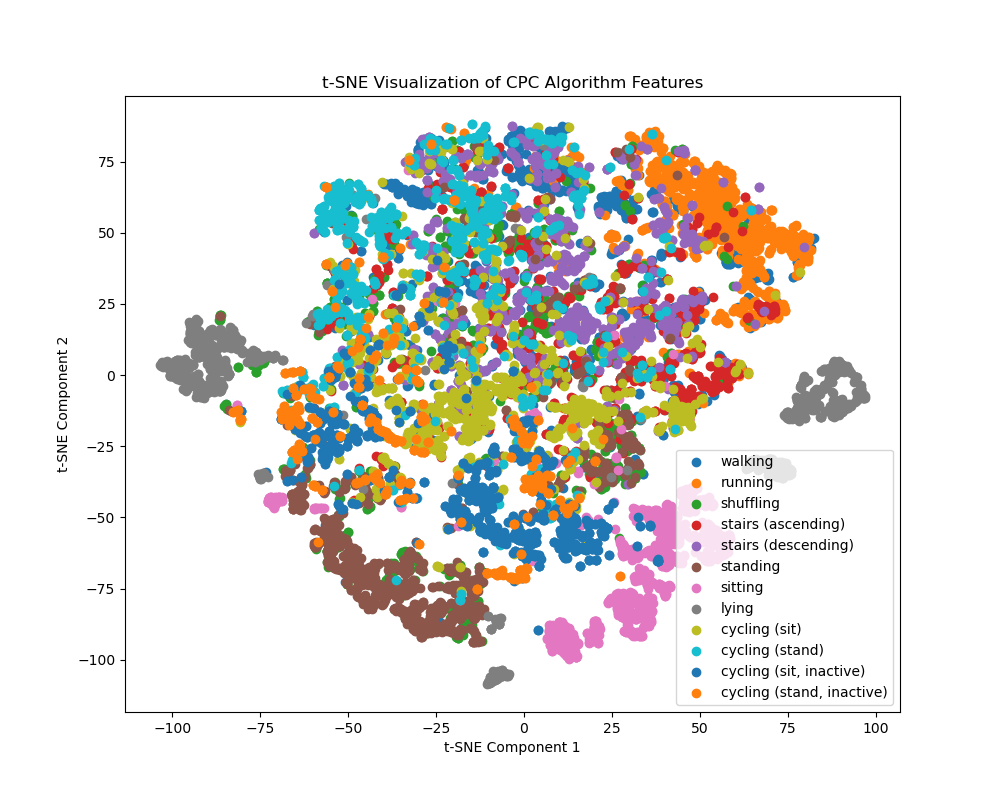 t-SNE Visualization of CPC Algorithm Features
75
50
25
0
−25
−50
−75
−100
t-SNE Component 2
walking
running
shuffling
stairs (ascending)
stairs (descending)
standing
sitting
lying
cycling (sit)
cycling (stand)
cycling (sit, inactive)
cycling (stand, inactive)
−100 −75 −50 −25 0 25 50 75 100
t-SNE Component 1